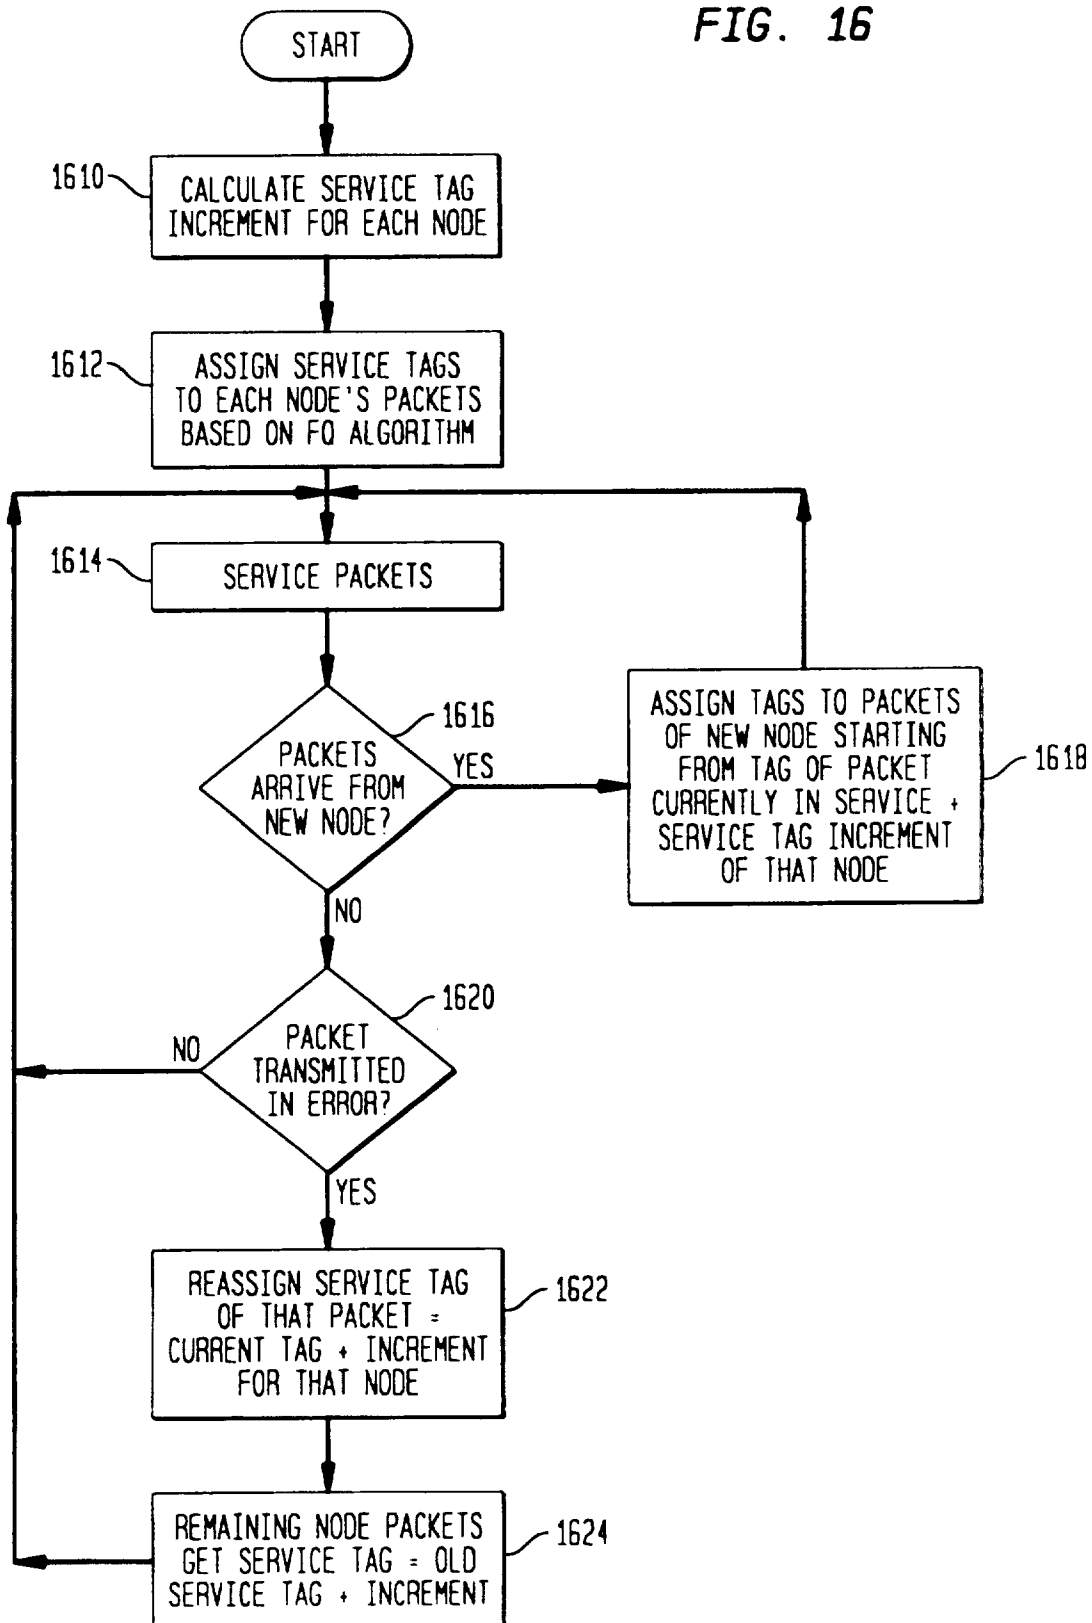 FIG. 16
START
1610
CALCULATE SERVICE TAG
INCREMENT FOR EACH NODE
1612
ASSIGN SERVICE TAGS
TO EACH NODE'S PACKETS
BASED ON FQ ALGORITHM
1614
SERVICE PACKETS
1616
PACKETS
ARRIVE FROM
NEW NODE?
YES
NO
ASSIGN TAGS TO PACKETS
OF NEW NODE STARTING
FROM TAG OF PACKET
CURRENTLY IN SERVICE +
SERVICE TAG INCREMENT
OF THAT NODE
1618
1620
PACKET
TRANSMITTED
IN ERROR?
NO
YES
REASSIGN SERVICE TAG
OF THAT PACKET =
CURRENT TAG + INCREMENT
FOR THAT NODE
1622
REMAINING NODE PACKETS
GET SERVICE TAG = OLD
SERVICE TAG + INCREMENT
1624